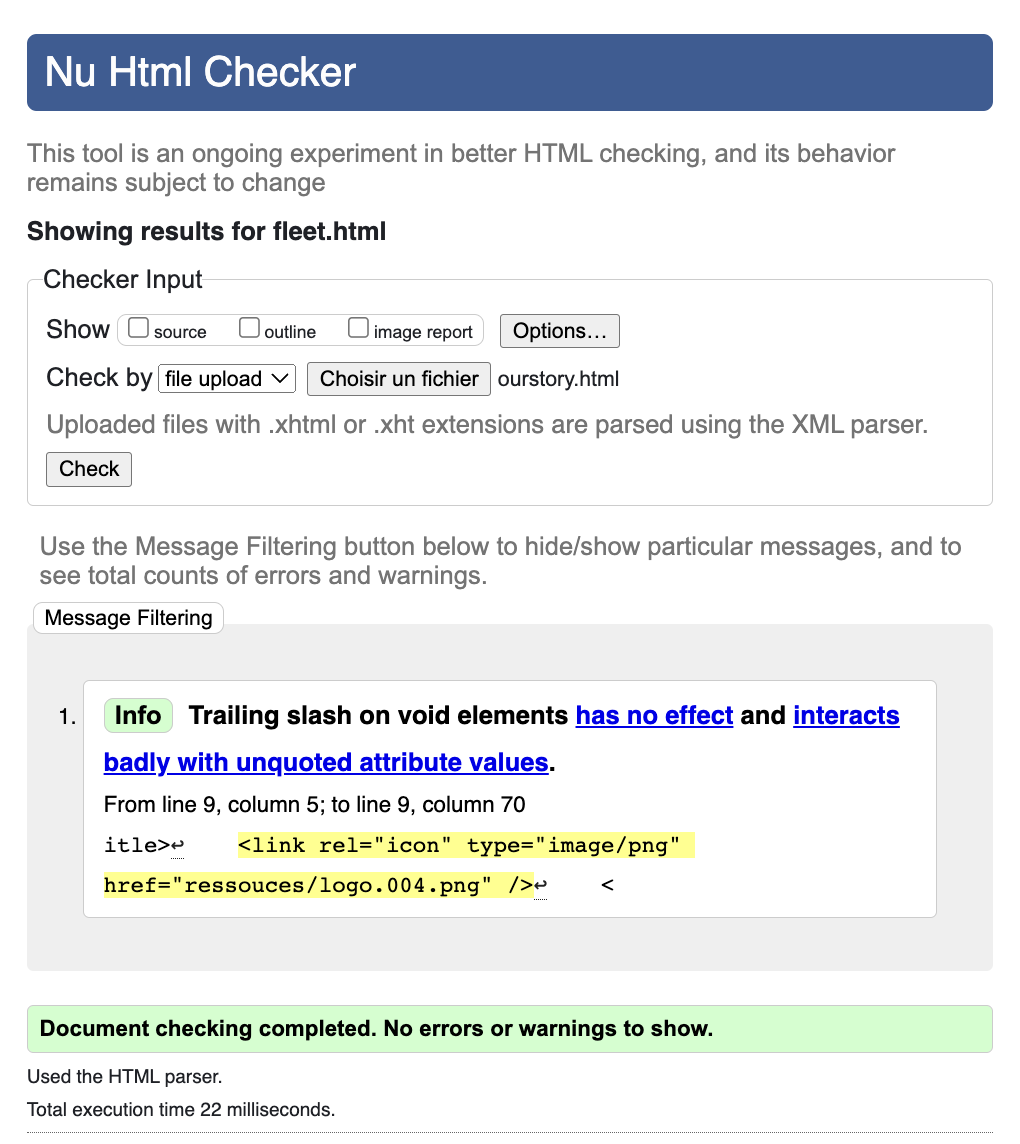 Nu Html Checker
This tool is an ongoing experiment in better HTML checking, and its behavior
remains subject to change
Showing results for fleet.html
Checker Input
Show source outline image report Options…
Check by file upload Choisir un fichier ourstory.html
Uploaded files with .xhtml or .xht extensions are parsed using the XML parser.
Check
Use the Message Filtering button below to hide/show particular messages, and to
see total counts of errors and warnings.
Message Filtering
1. Info Trailing slash on void elements has no effect and interacts
badly with unquoted attribute values.
From line 9, column 5; to line 9, column 70
itle>↩    <link rel="icon" type="image/png"
href="ressouces/logo.004.png" />↩    <
Document checking completed. No errors or warnings to show.
Used the HTML parser.
Total execution time 22 milliseconds.